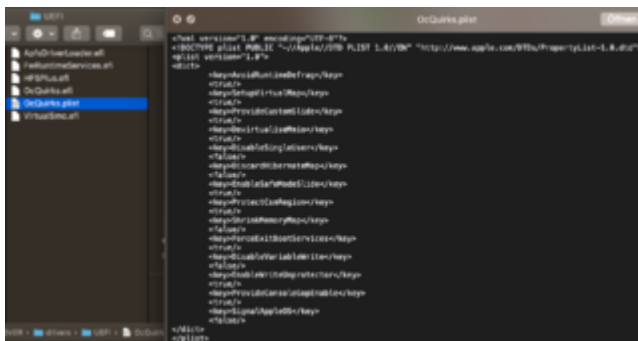 UEFI
ApfsDriverLoader.efi
FwRuntimeServices.efi
HFSPlus.efi
OcQuirks.efi
OcQuirks.plist
VirtualSmc.efi
OcQuirks.plist
<?xml version="1.0" encoding="UTF-8"?>
<!DOCTYPE plist PUBLIC "-//Apple//DTD PLIST 1.0//EN" "http://www.apple.com/DTDs/PropertyList-1.0.dtd"
<plist version="1.0">
<dict>
<key>AvoidRuntimeDefrag</key>
<true/>
<key>SetupVirtualMap</key>
<true/>
<key>ProvideCustomSlide</key>
<true/>
<key>DevirtualiseMmio</key>
<true/>
<key>DisableSingleUser</key>
<false/>
<key>DiscardHibernateMap</key>
<false/>
<key>EnableSafeModeSlide</key>
<true/>
<key>ProtectCsmRegion</key>
<true/>
<key>ShrinkMemoryMap</key>
<false/>
<key>ForceExitBootServices</key>
<true/>
<key>DisableVariableWrite</key>
<false/>
<key>EnableWriteUnprotector</key>
<true/>
<key>ProvideConsoleGopEnable</key>
<true/>
<key>SignalAppleOS</key>
<false/>
</dict>
</plist>
drivers
UEFI